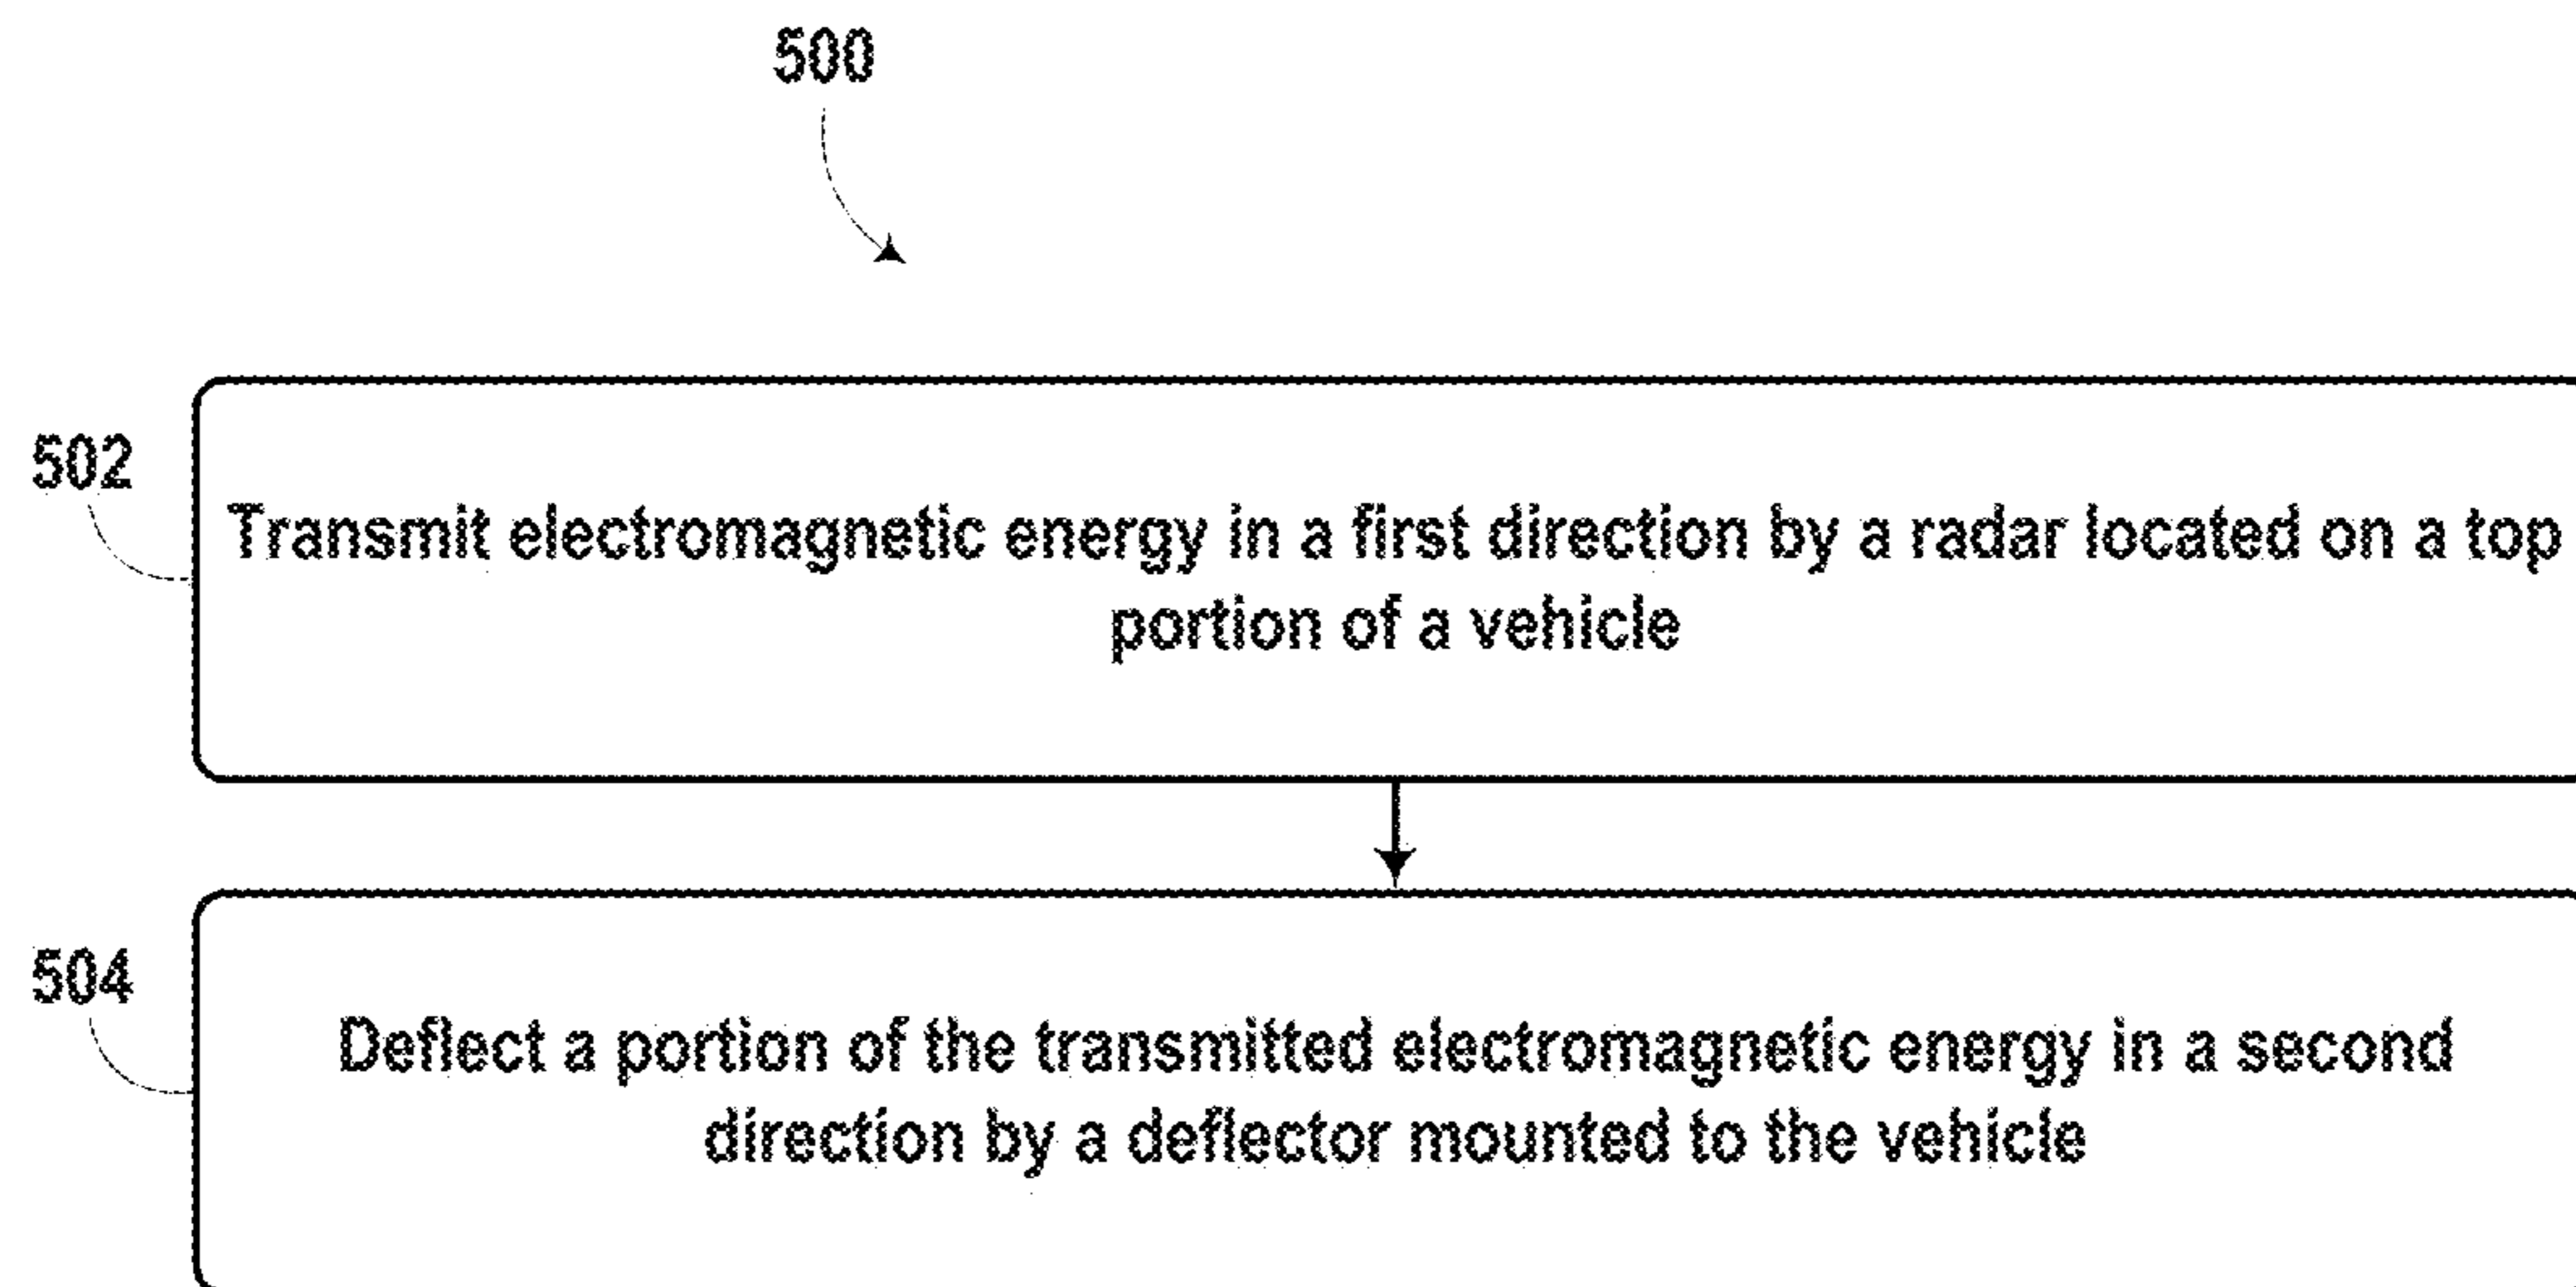 500
502
Transmit electromagnetic energy in a first direction by a radar located on a top
portion of a vehicle
504
Deflect a portion of the transmitted electromagnetic energy in a second
direction by a deflector mounted to the vehicle